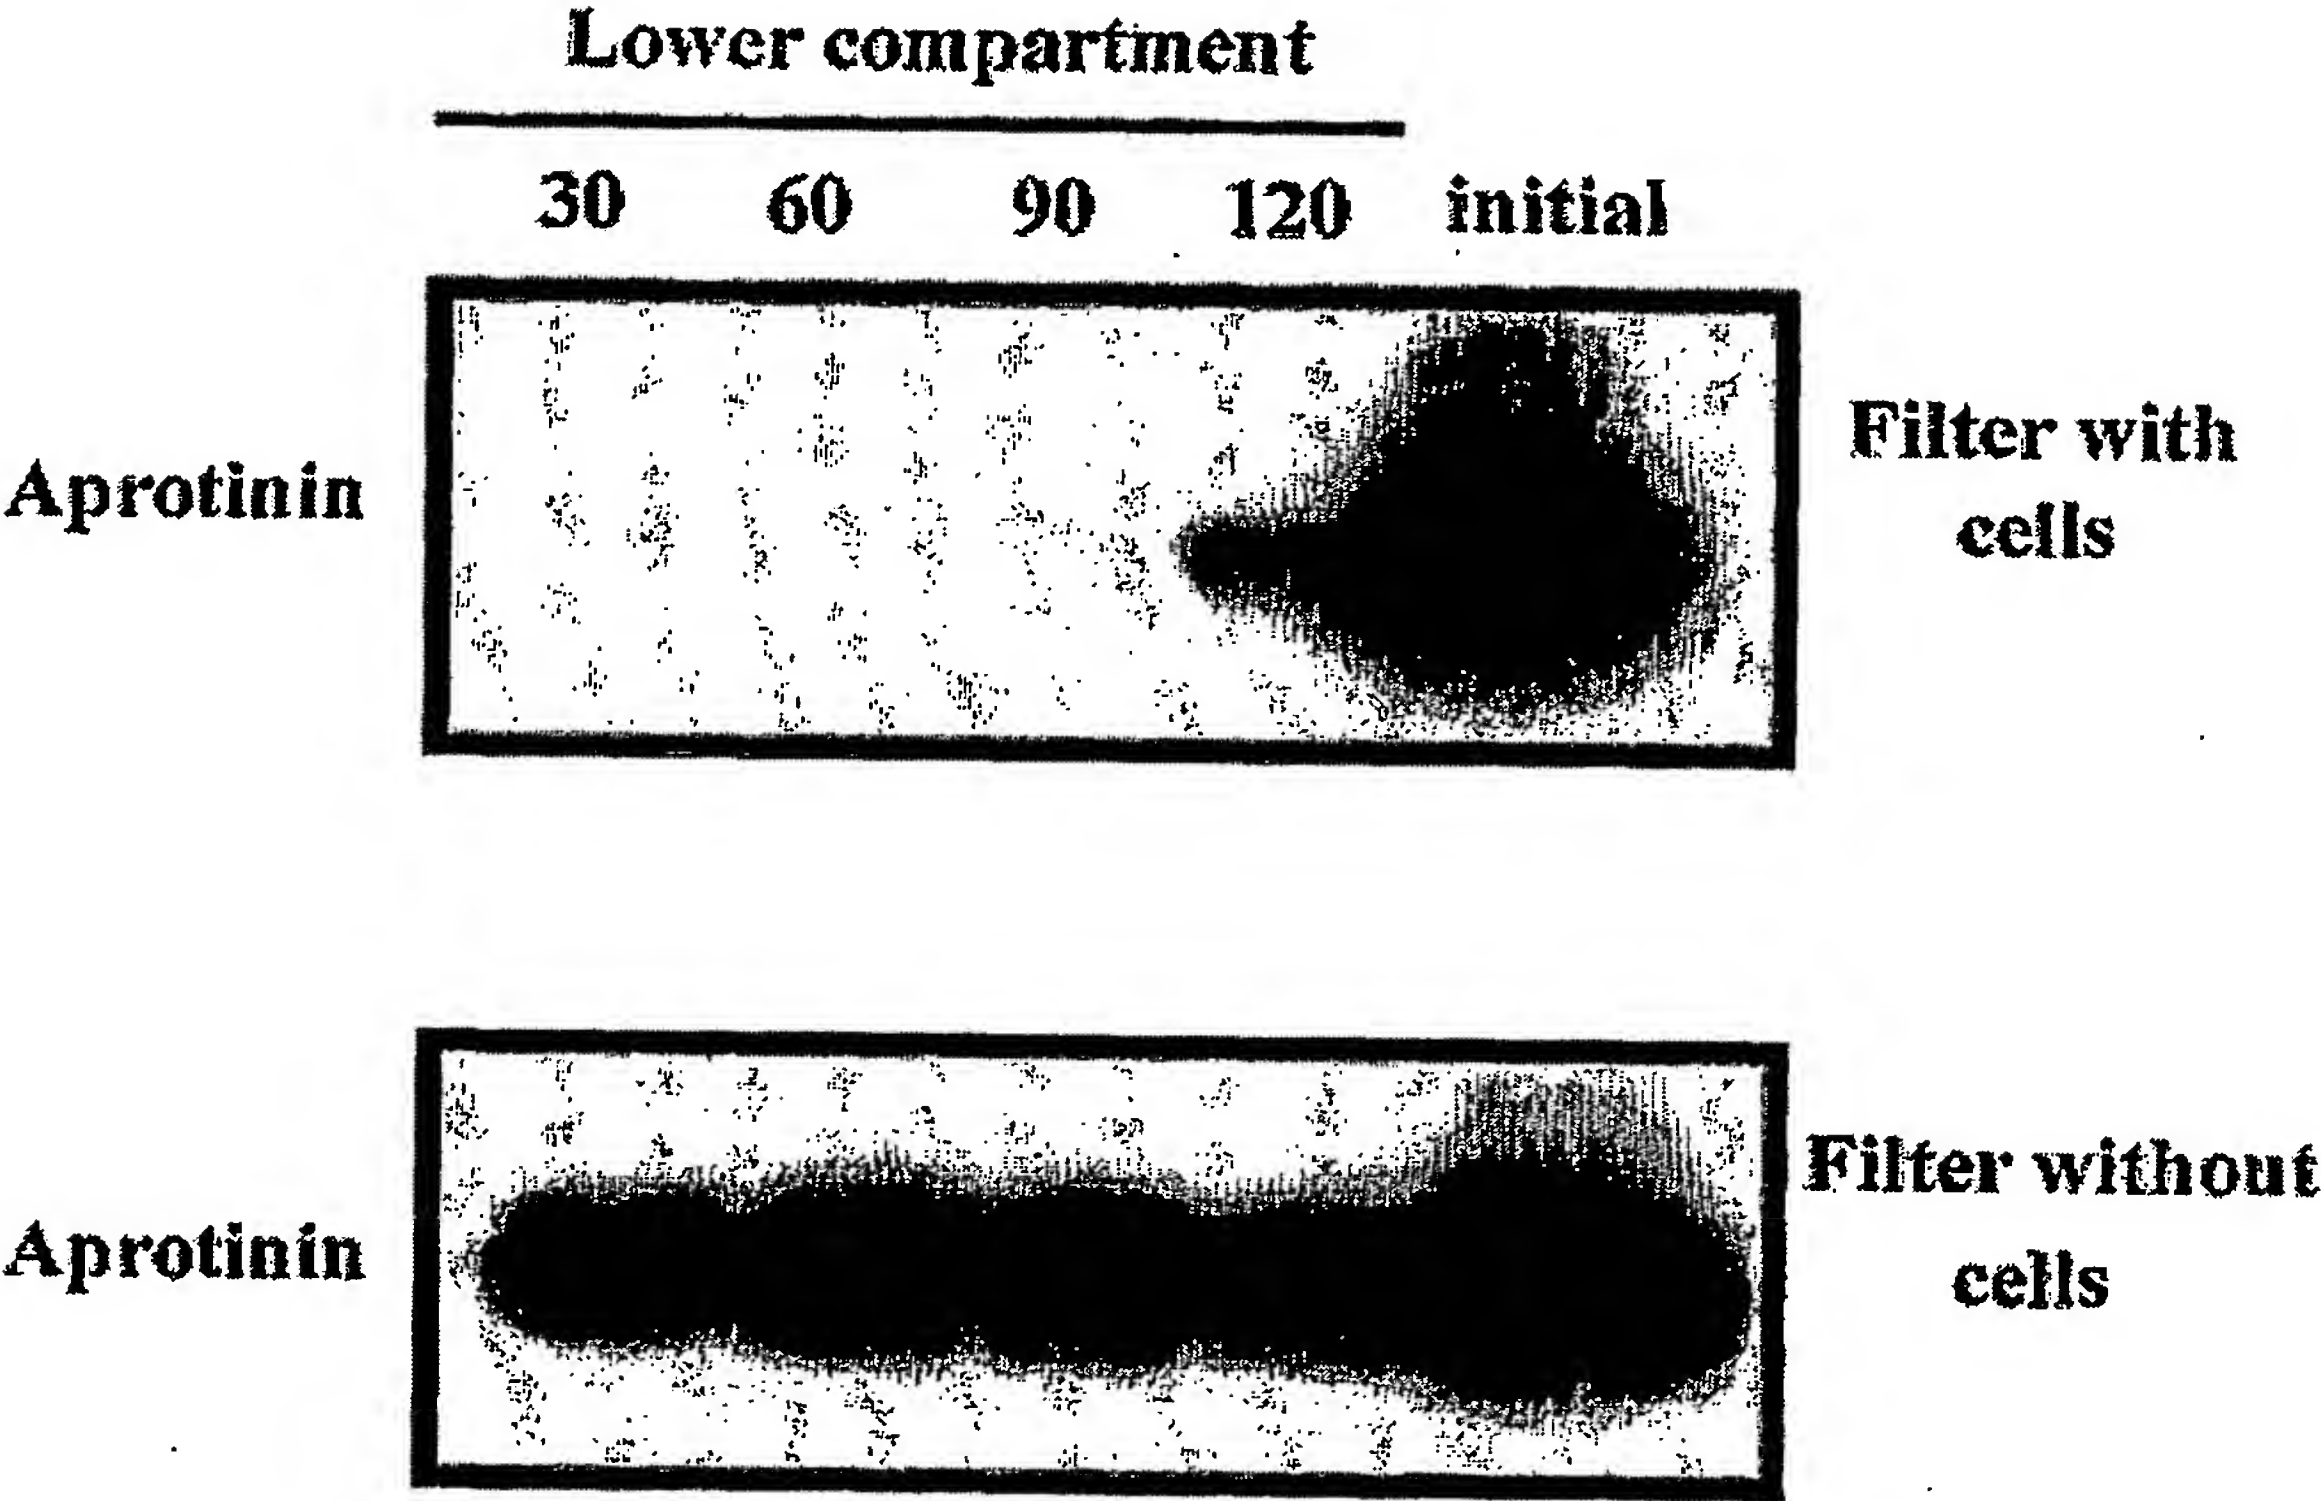 Lower compartment
30 60 90 120 initial
Aprotinin
Filter with
cells
Aprotinin
Filter without
cells